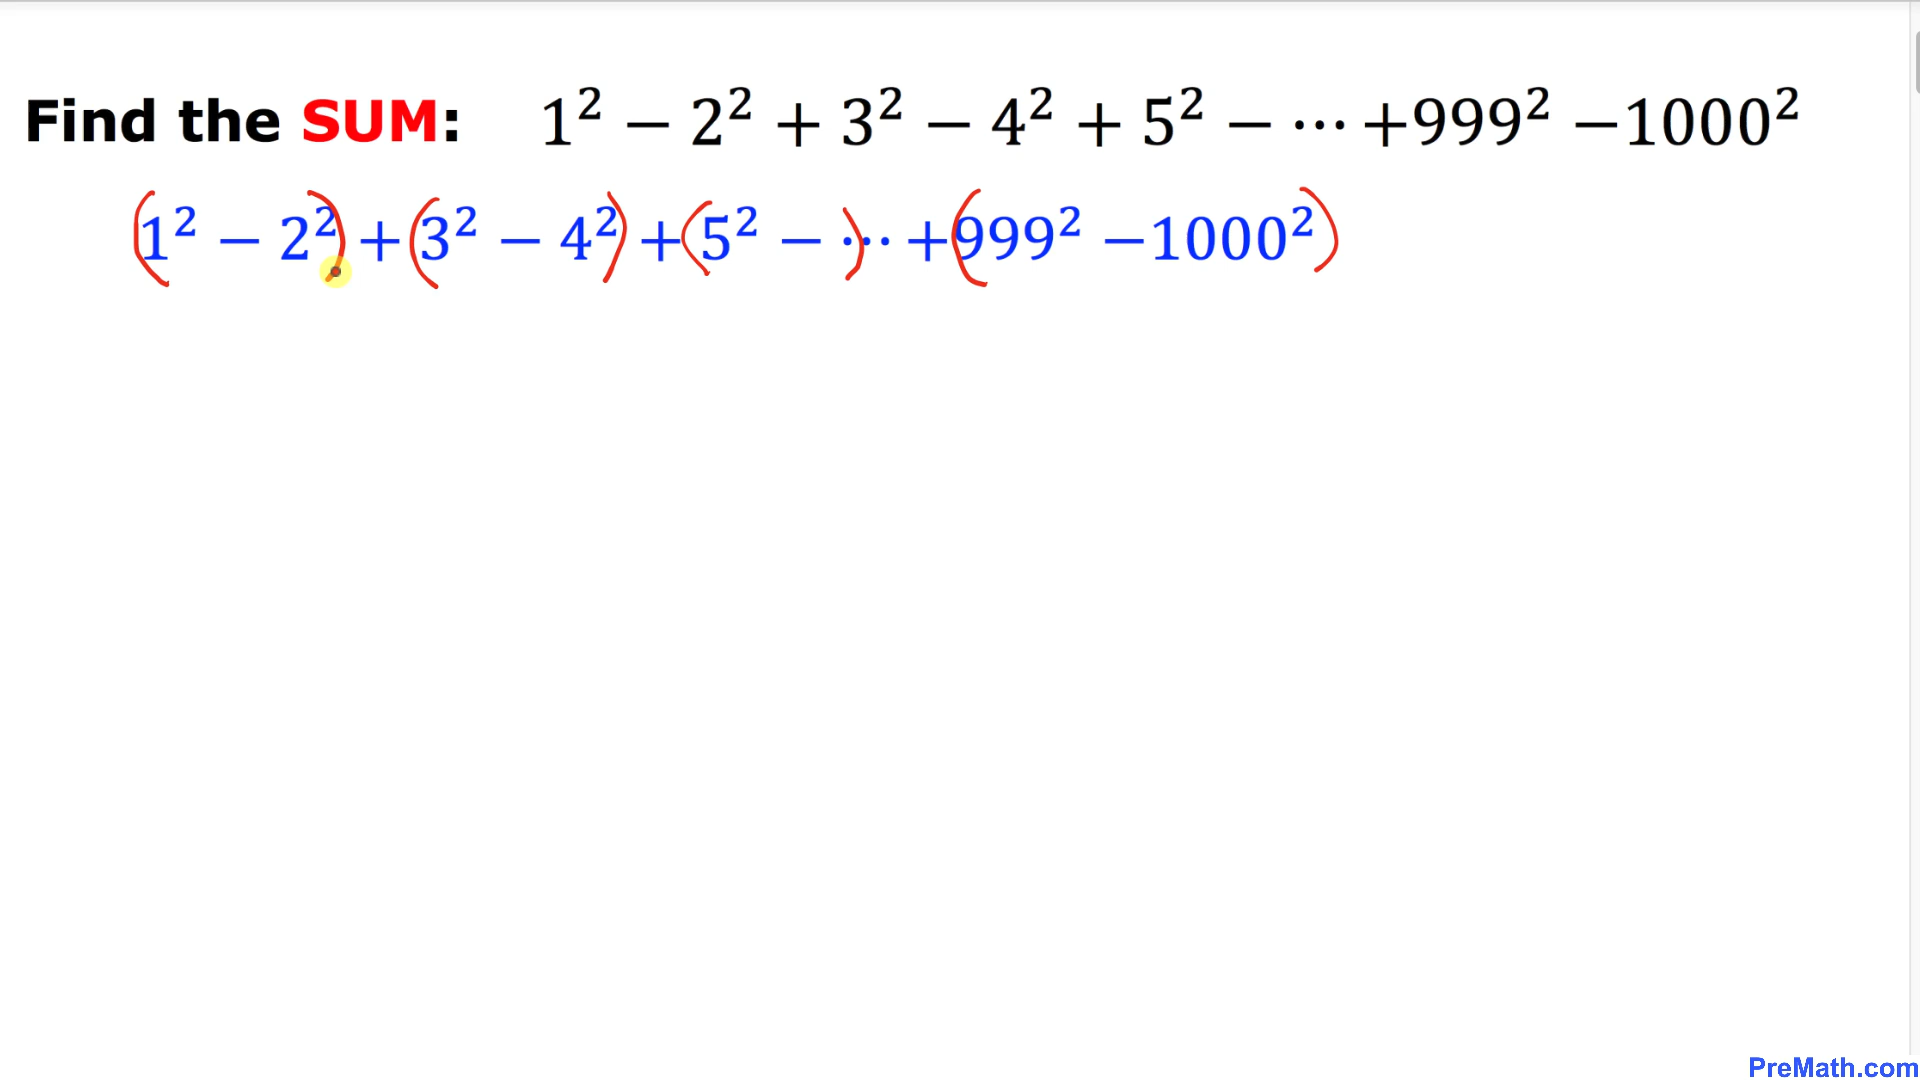 Find the SUM: 1² − 2² + 3² − 4² + 5² − ⋯ +999² −1000²
(1² − 2²) + (3² − 4²) + (5² − )⋯ + (999² −1000²)
PreMath.com